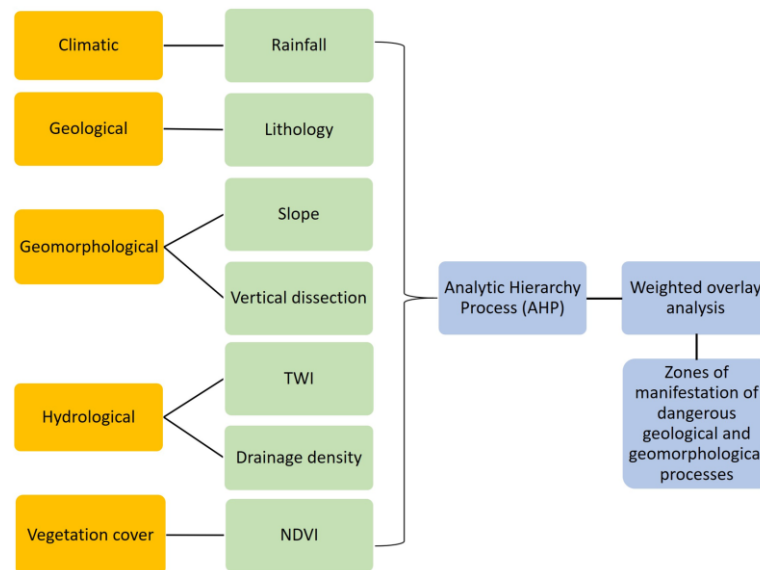 Climatic
Rainfall
Geological
Lithology
Slope
Geomorphological
Vertical dissection
Analytic Hierarchy
Process (AHP)
Weighted overlay
analysis
TWI
Zones of
manifestation of
dangerous
geological and
geomorphological
processes
Hydrological
Drainage density
Vegetation cover
NDVI